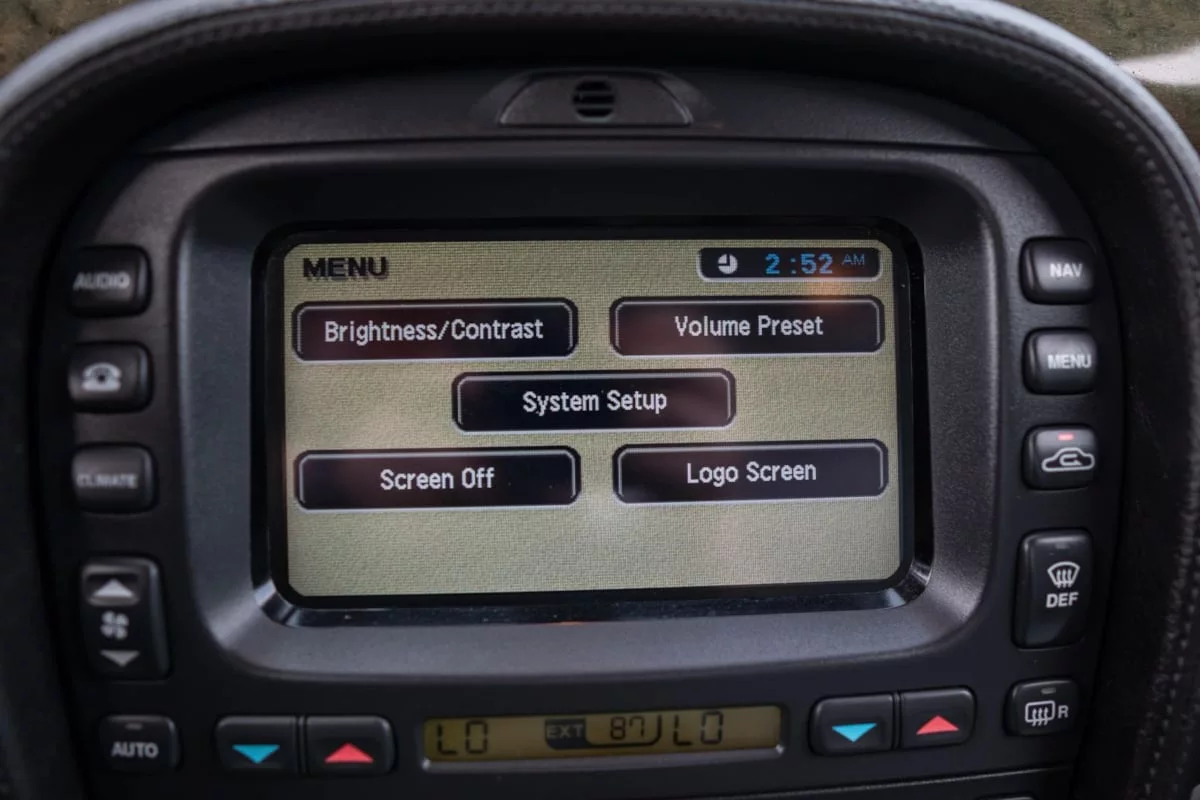 MENU
2:52 AM
Brightness/Contrast
Volume Preset
System Setup
Screen Off
Logo Screen
AUDIO
CLIMATE
AUTO
NAV
MENU
DEF
R
LO
EXT 87
LO